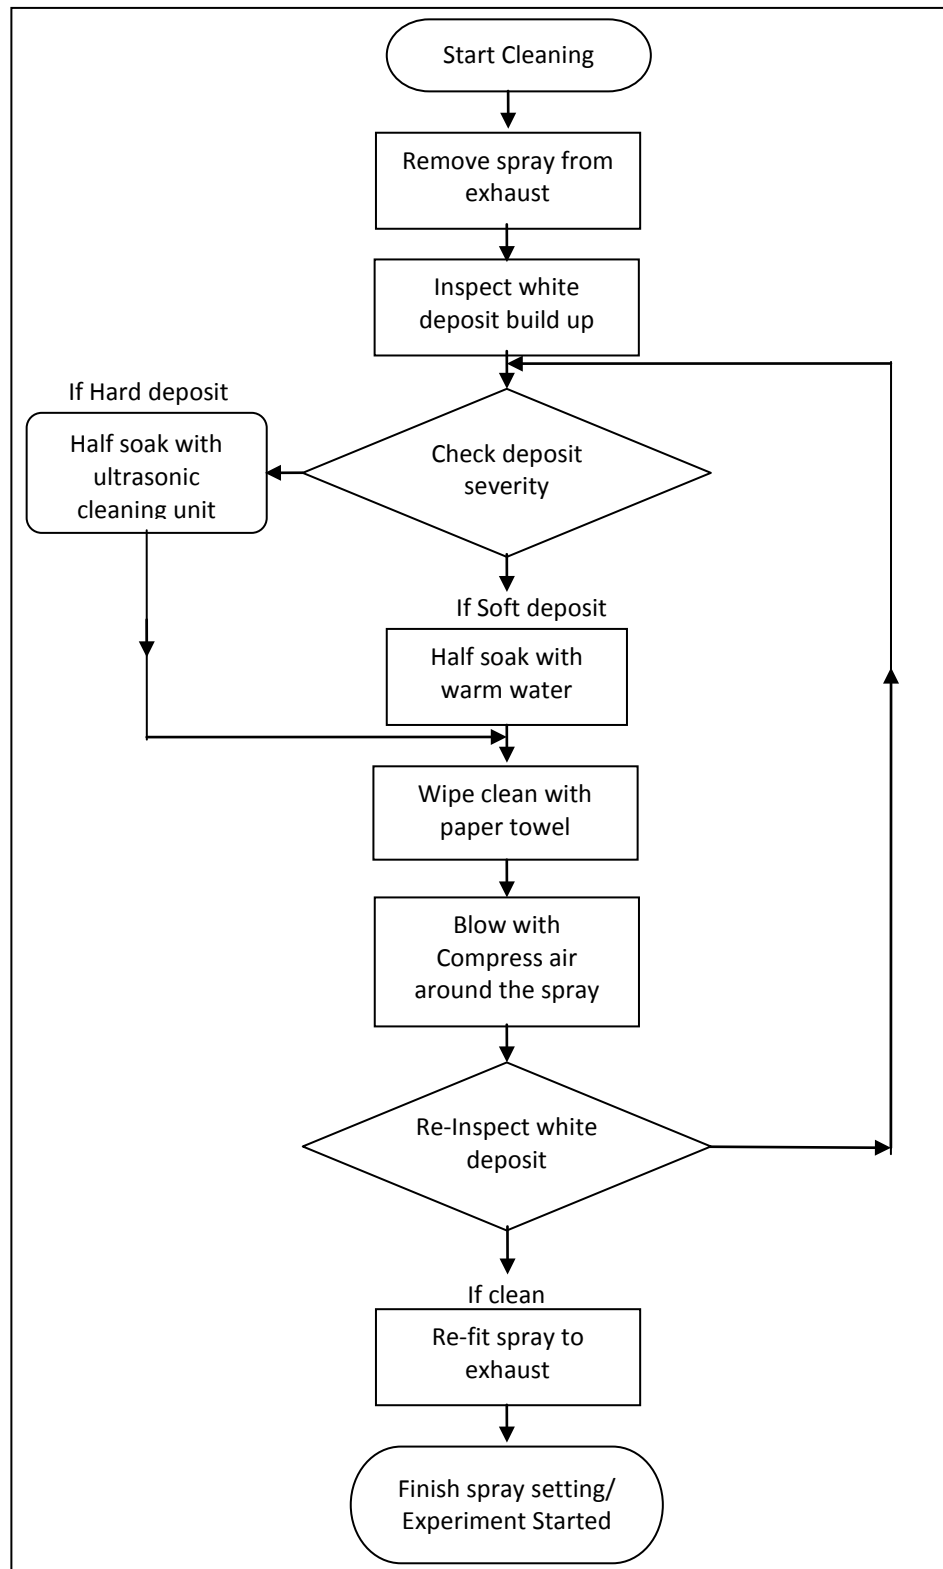 Start Cleaning
Remove spray from
exhaust
Inspect white
deposit build up
If Hard deposit
Half soak with
ultrasonic
cleaning unit
Check deposit
severity
If Soft deposit
Half soak with
warm water
Wipe clean with
paper towel
Blow with
Compress air
around the spray
Re-Inspect white
deposit
If clean
Re-fit spray to
exhaust
Finish spray setting/
Experiment Started